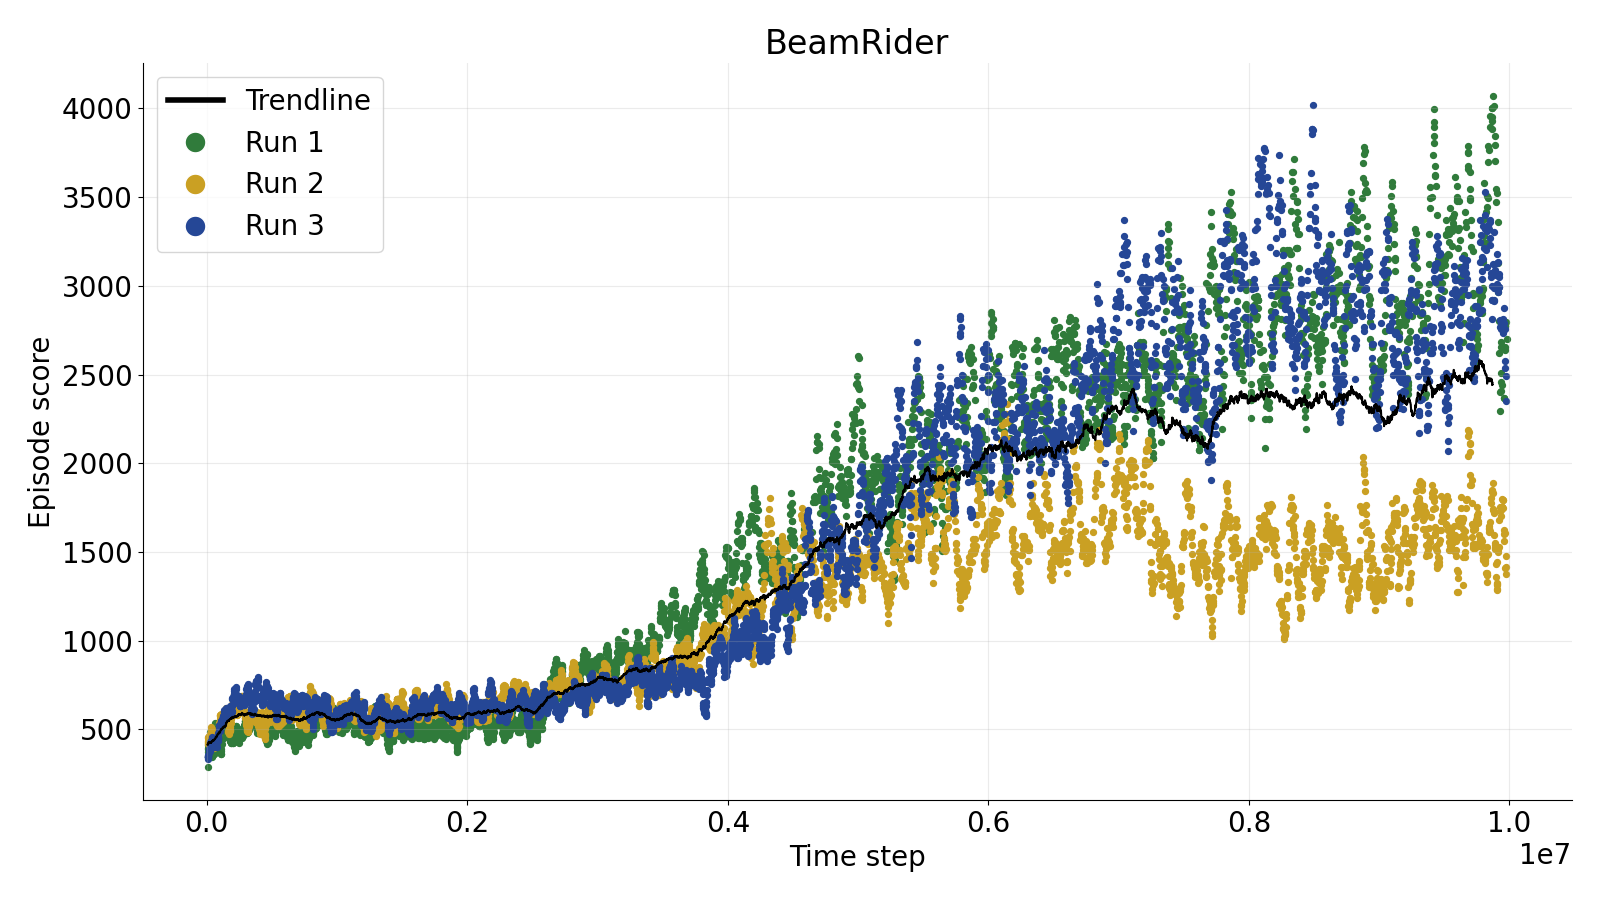 BeamRider
Trendline
Run 1
Run 2
Run 3
Episode score
4000
3500
3000
2500
2000
1500
1000
500
0.0 0.2 0.4 0.6 0.8 1.0
1e7
Time step